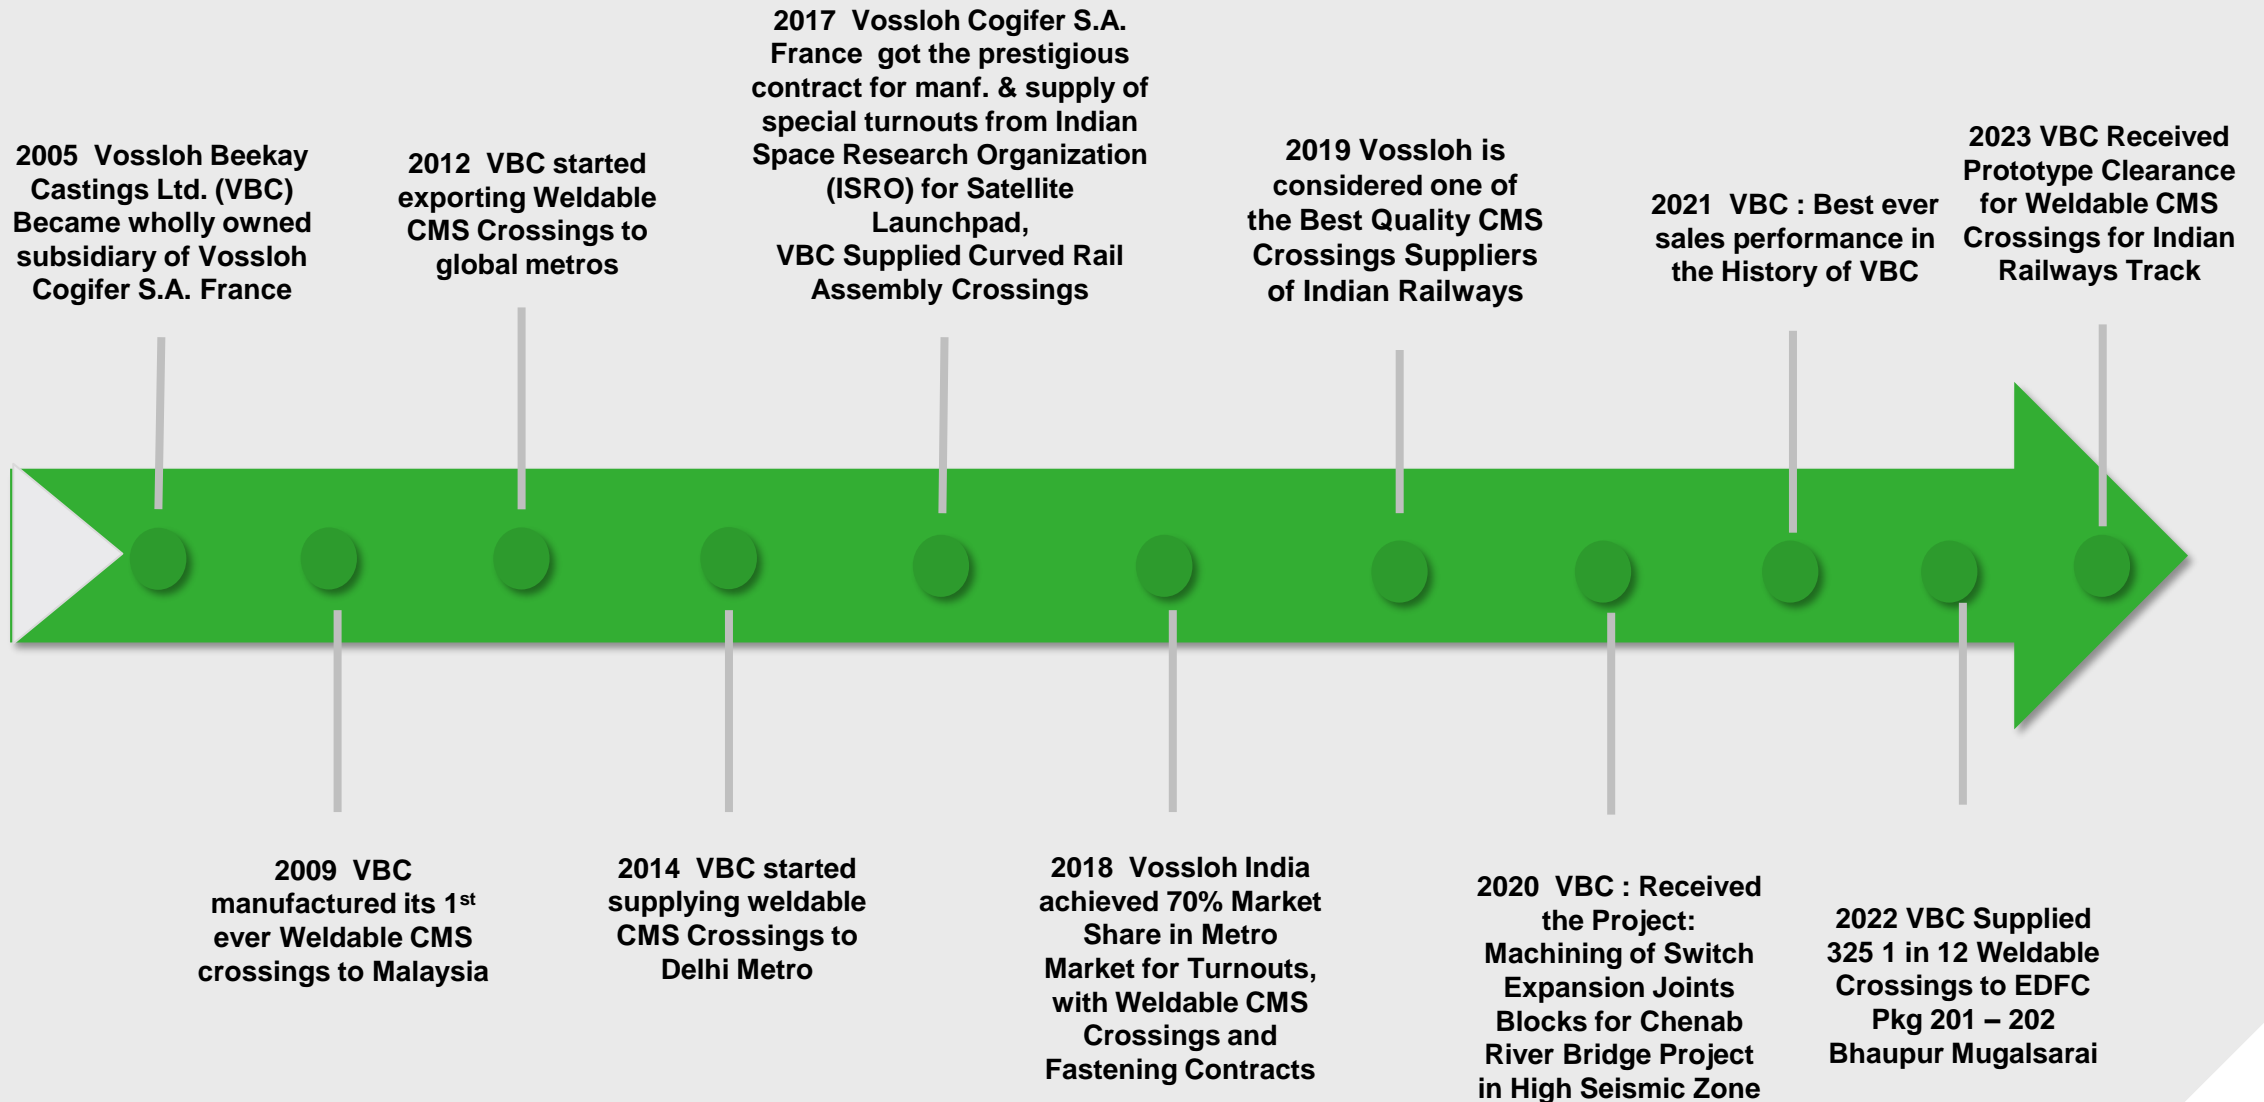 2005 Vossloh Beekay
Castings Ltd. (VBC)
Became wholly owned
subsidiary of Vossloh
Cogifer S.A. France
2009 VBC
manufactured its 1st
ever Weldable CMS
crossings to Malaysia
2012 VBC started
exporting Weldable
CMS Crossings to
global metros
2014 VBC started
supplying weldable
CMS Crossings to
Delhi Metro
2017 Vossloh Cogifer S.A.
France got the prestigious
contract for manf. & supply of
special turnouts from Indian
Space Research Organization
(ISRO) for Satellite
Launchpad,
VBC Supplied Curved Rail
Assembly Crossings
2018 Vossloh India
achieved 70% Market
Share in Metro
Market for Turnouts,
with Weldable CMS
Crossings and
Fastening Contracts
2019 Vossloh is
considered one of
the Best Quality CMS
Crossings Suppliers
of Indian Railways
2020 VBC : Received
the Project:
Machining of Switch
Expansion Joints
Blocks for Chenab
River Bridge Project
in High Seismic Zone
2021 VBC : Best ever
sales performance in
the History of VBC
2022 VBC Supplied
325 1 in 12 Weldable
Crossings to EDFC
Pkg 201 – 202
Bhaupur Mugalsarai
2023 VBC Received
Prototype Clearance
for Weldable CMS
Crossings for Indian
Railways Track